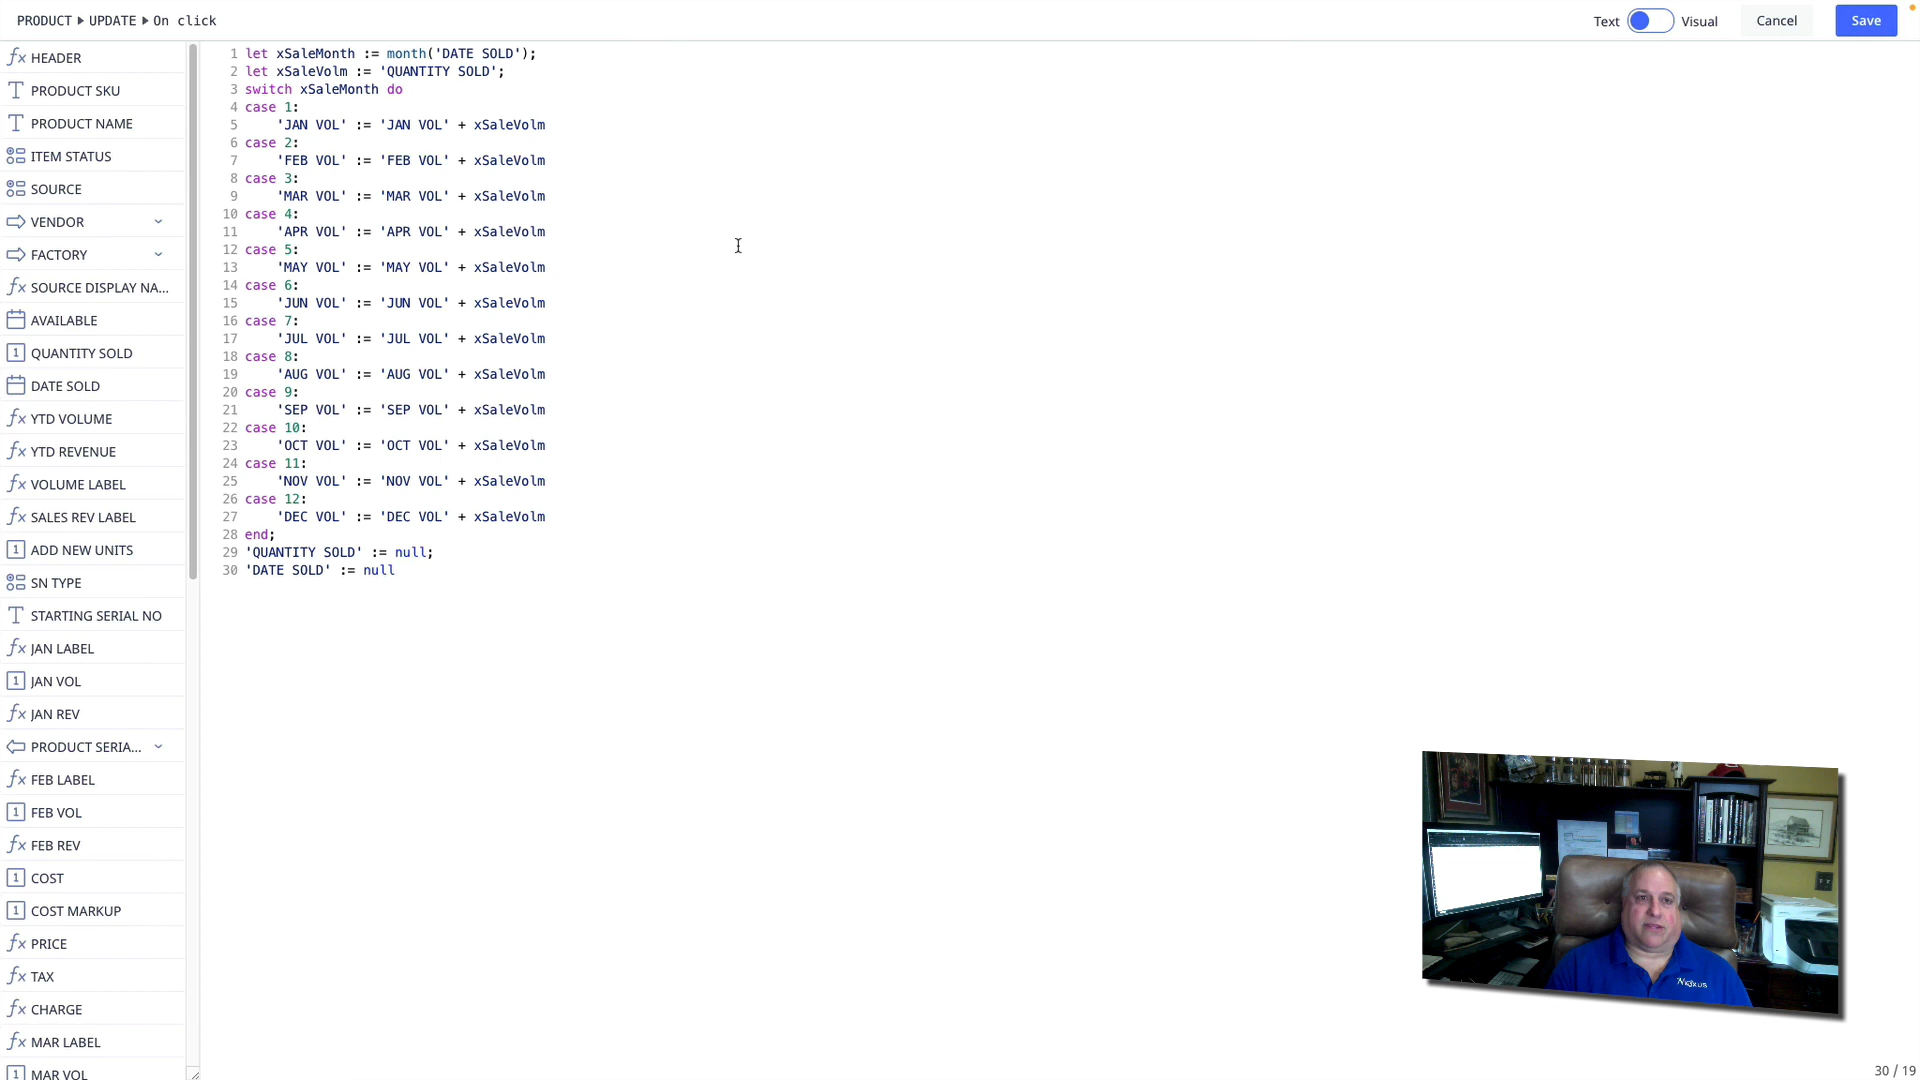 PRODUCT ▶ UPDATE ▶ On click
Text
Visual
Cancel
Save
HEADER
PRODUCT SKU
PRODUCT NAME
ITEM STATUS
SOURCE
VENDOR
FACTORY
SOURCE DISPLAY NA...
AVAILABLE
QUANTITY SOLD
DATE SOLD
YTD VOLUME
YTD REVENUE
VOLUME LABEL
SALES REV LABEL
ADD NEW UNITS
SN TYPE
STARTING SERIAL NO
JAN LABEL
JAN VOL
JAN REV
PRODUCT SERIA...
FEB LABEL
FEB VOL
FEB REV
COST
COST MARKUP
PRICE
TAX
CHARGE
MAR LABEL
MAR VOL
1 let xSaleMonth := month('DATE SOLD');
2 let xSaleVolm := 'QUANTITY SOLD';
3 switch xSaleMonth do
4 case 1:
5 'JAN VOL' := 'JAN VOL' + xSaleVolm
6 case 2:
7 'FEB VOL' := 'FEB VOL' + xSaleVolm
8 case 3:
9 'MAR VOL' := 'MAR VOL' + xSaleVolm
10 case 4:
11 'APR VOL' := 'APR VOL' + xSaleVolm
12 case 5:
13 'MAY VOL' := 'MAY VOL' + xSaleVolm
14 case 6:
15 'JUN VOL' := 'JUN VOL' + xSaleVolm
16 case 7:
17 'JUL VOL' := 'JUL VOL' + xSaleVolm
18 case 8:
19 'AUG VOL' := 'AUG VOL' + xSaleVolm
20 case 9:
21 'SEP VOL' := 'SEP VOL' + xSaleVolm
22 case 10:
23 'OCT VOL' := 'OCT VOL' + xSaleVolm
24 case 11:
25 'NOV VOL' := 'NOV VOL' + xSaleVolm
26 case 12:
27 'DEC VOL' := 'DEC VOL' + xSaleVolm
28 end;
29 'QUANTITY SOLD' := null;
30 'DATE SOLD' := null
30 / 19